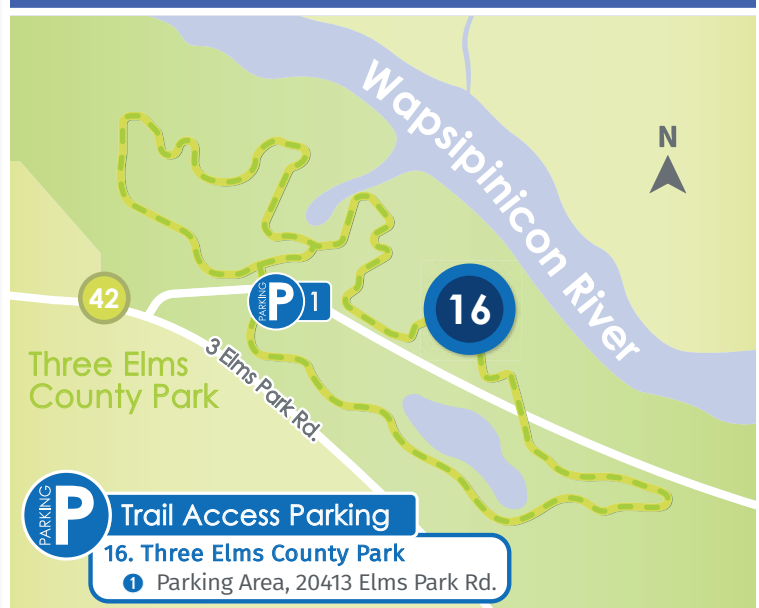 Wapsipinicon River
N
42
PARKING P 1
16
Three Elms
County Park
3 Elms Park Rd.
PARKING P
Trail Access Parking
16. Three Elms County Park
1 Parking Area, 20413 Elms Park Rd.